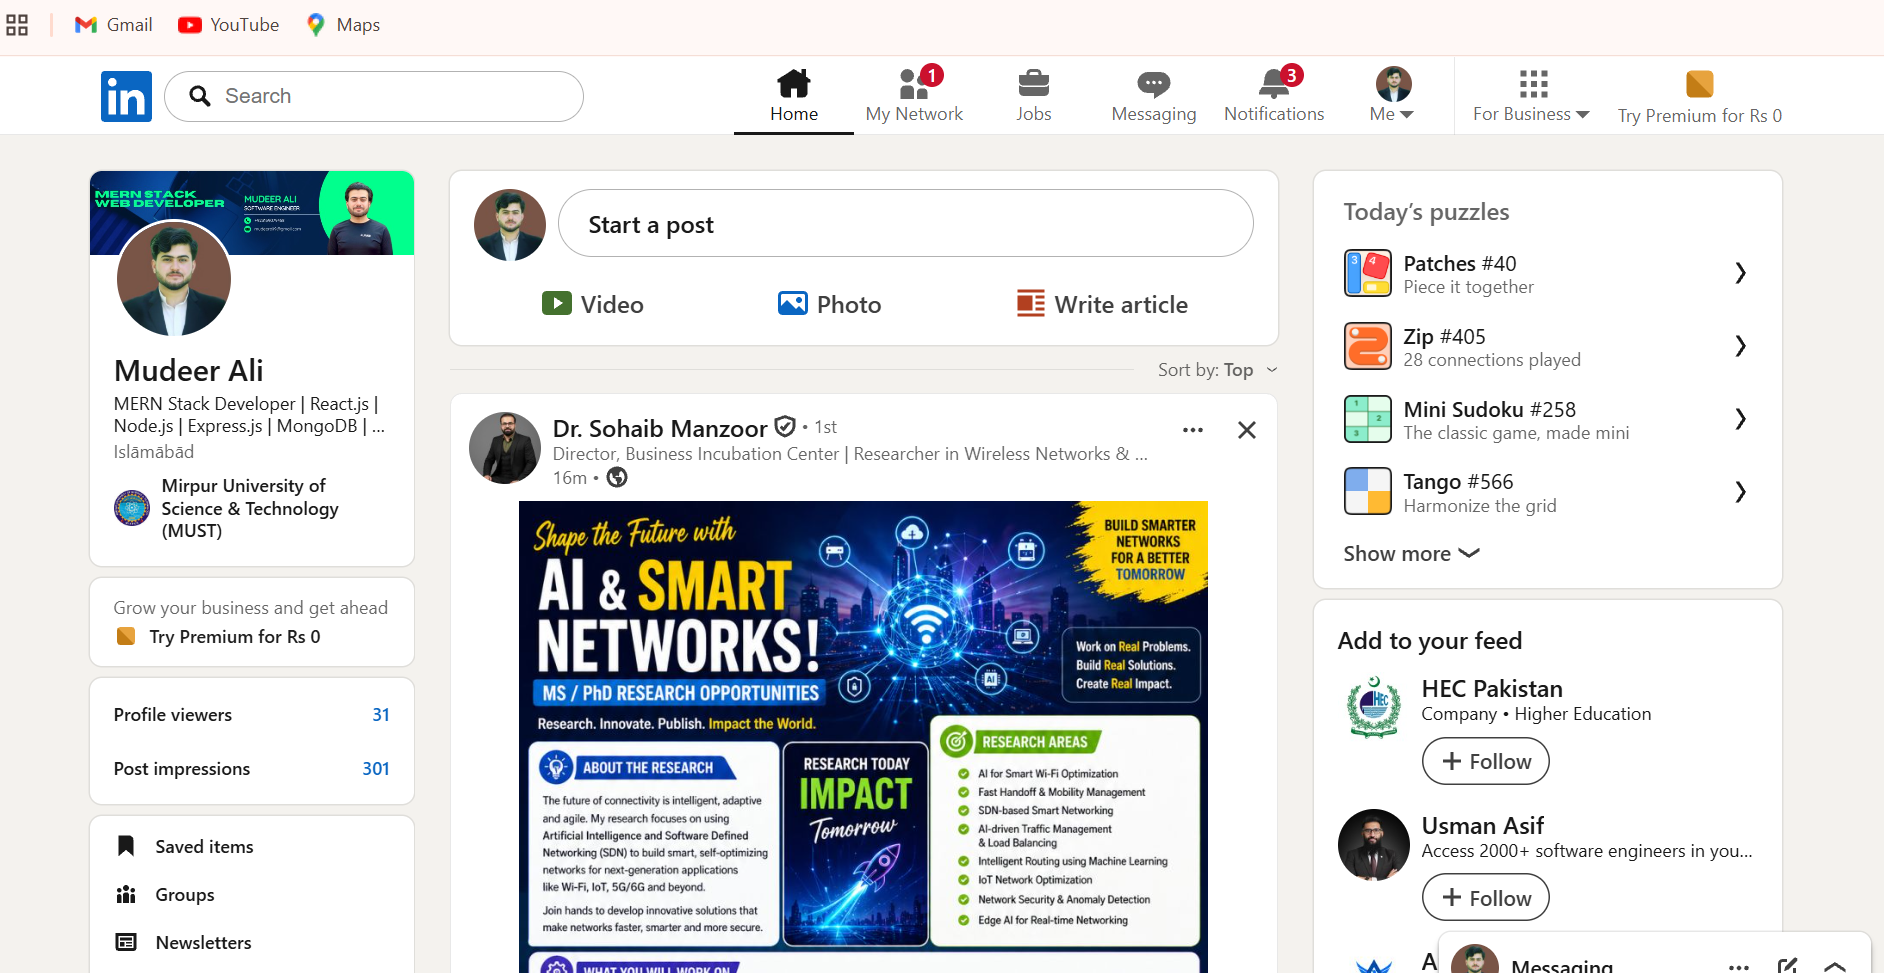 Gmail
YouTube
Maps
in
Search
Home
1
My Network
Jobs
Messaging
3
Notifications
Me
For Business
Try Premium for Rs 0
MERN STACK
WEB DEVELOPER
MUDEER ALI
SOFTWARE ENGINEER
Mudeer Ali
MERN Stack Developer | React.js |
Node.js | Express.js | MongoDB | ...
Islāmābād
Mirpur University of
Science & Technology
(MUST)
Grow your business and get ahead
Try Premium for Rs 0
Profile viewers 31
Post impressions 301
Saved items
Groups
Newsletters
Start a post
Video
Photo
Write article
Sort by: Top
Dr. Sohaib Manzoor • 1st
Director, Business Incubation Center | Researcher in Wireless Networks & ...
16m •
Shape the Future with
AI & SMART
NETWORKS!
MS / PhD RESEARCH OPPORTUNITIES
Research. Innovate. Publish. Impact the World.
BUILD SMARTER
NETWORKS
FOR A BETTER
TOMORROW
AI
Work on Real Problems.
Build Real Solutions.
Create Real Impact.
ABOUT THE RESEARCH
The future of connectivity is intelligent, adaptive
and agile. My research focuses on using
Artificial Intelligence and Software Defined
Networking (SDN) to build smart, self-optimizing
networks for next-generation applications
like Wi-Fi, IoT, 5G/6G and beyond.
Join hands to develop innovative solutions that
make networks faster, smarter and more secure.
RESEARCH TODAY
IMPACT
Tomorrow
RESEARCH AREAS
AI for Smart Wi-Fi Optimization
Fast Handoff & Mobility Management
SDN-based Smart Networking
AI-driven Traffic Management
& Load Balancing
Intelligent Routing using Machine Learning
IoT Network Optimization
Network Security & Anomaly Detection
Edge AI for Real-time Networking
WHAT YOU WILL WORK ON
Today's puzzles
3 4
Patches #40
Piece it together
Zip #405
28 connections played
1
2
3
Mini Sudoku #258
The classic game, made mini
Tango #566
Harmonize the grid
Show more
Add to your feed
HEC
HEC Pakistan
Company • Higher Education
+ Follow
Usman Asif
Access 2000+ software engineers in you...
+ Follow
A
Messaging